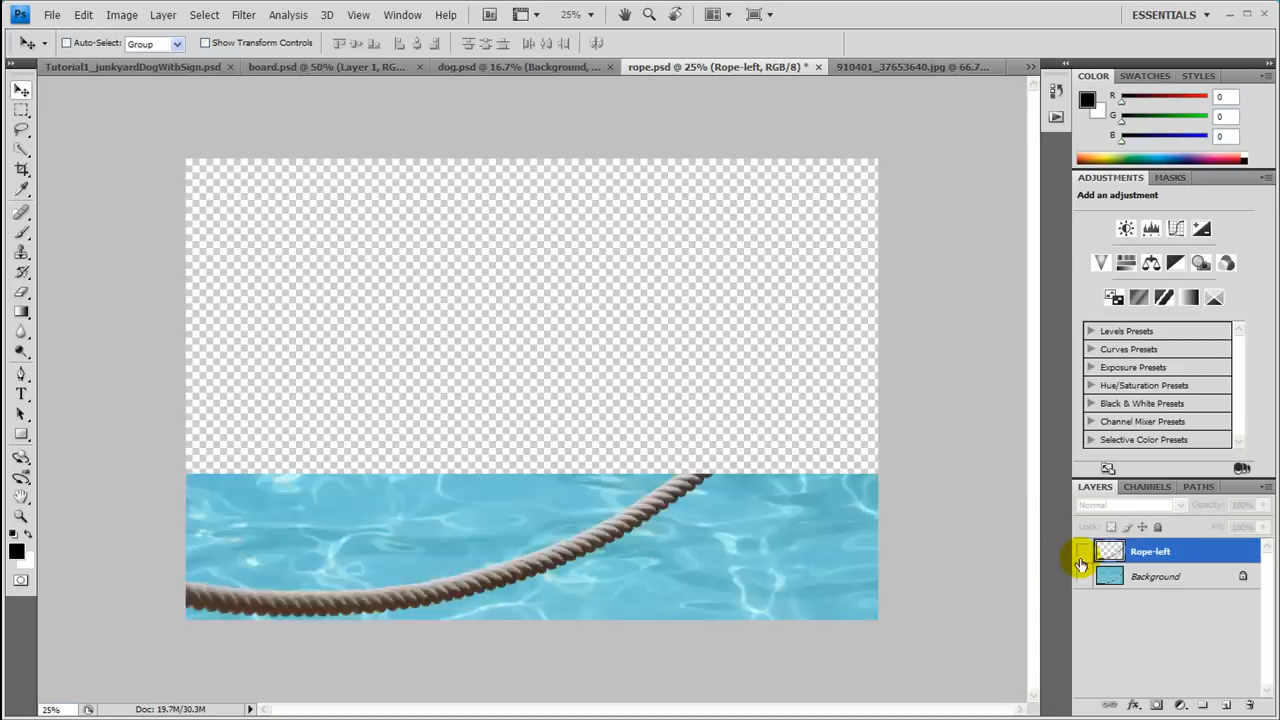 Ps File Edit Image Layer Select Filter Analysis 3D View Window Help Br 25% ESSENTIALS
Auto-Select: Group Show Transform Controls
Tutorial1_junkyardDogWithSign.psd board.psd @ 50% (Layer 1, RG... dog.psd @ 16.7% (Background, ... rope.psd @ 25% (Rope-left, RGB/8) * 910401_37653640.jpg @ 66.7...
COLOR SWATCHES STYLES
R 0
G 0
B 0
ADJUSTMENTS MASKS
Add an adjustment
Levels Presets
Curves Presets
Exposure Presets
Hue/Saturation Presets
Black & White Presets
Channel Mixer Presets
Selective Color Presets
LAYERS CHANNELS PATHS
Normal Opacity: 100%
Lock: Fill: 100%
Rope-left
Background
25% Doc: 19.7M/30.3M